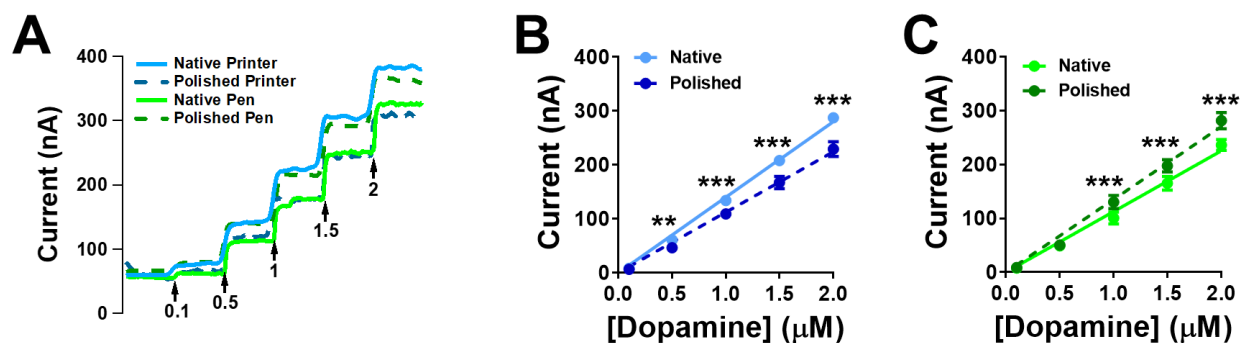 A
Current (nA)
400
300
200
100
0
Native Printer
Polished Printer
Native Pen
Polished Pen
0.1
0.5
1
1.5
2
B
Current (nA)
400
300
200
100
0
Native
Polished
**
***
***
***
0.0 0.5 1.0 1.5 2.0
[Dopamine] (μM)
C
Current (nA)
400
300
200
100
0
Native
Polished
***
***
***
0.0 0.5 1.0 1.5 2.0
[Dopamine] (μM)